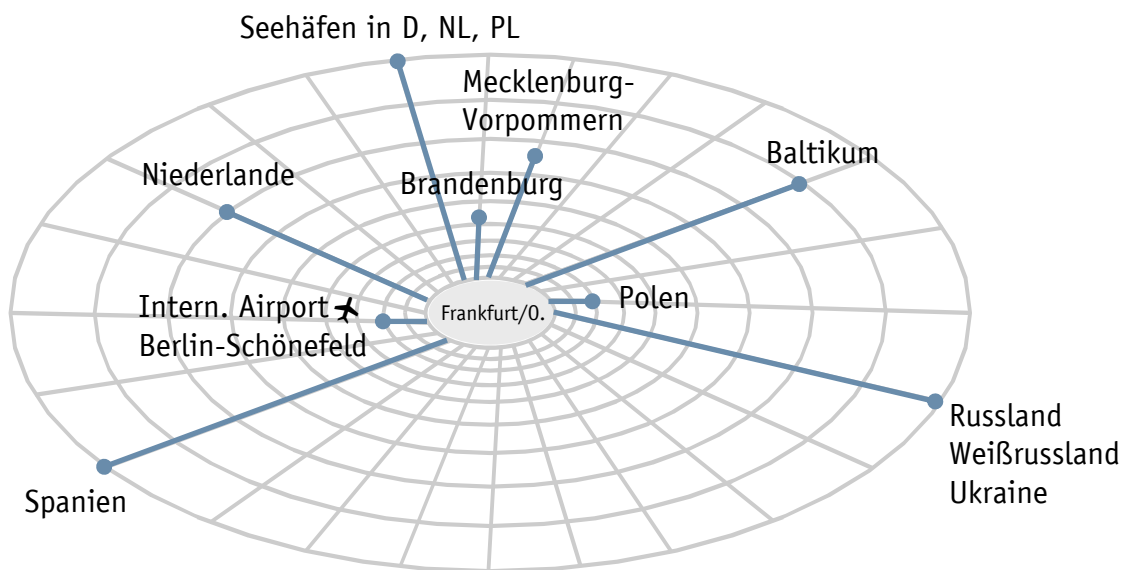 Seehäfen in D, NL, PL
Mecklenburg-
Vorpommern
Baltikum
Niederlande
Brandenburg
Polen
Intern. Airport
Berlin-Schönefeld
Frankfurt/O.
Russland
Weißrussland
Ukraine
Spanien